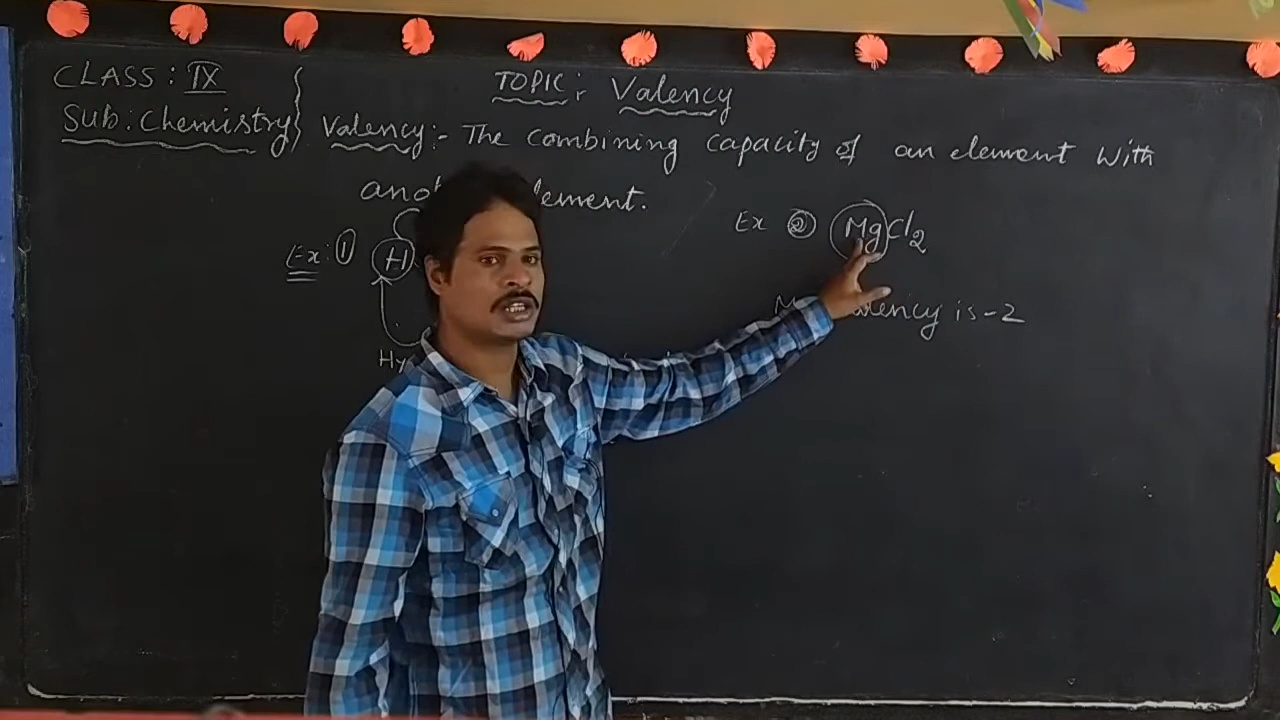 CLASS: IX
Sub: Chemistry
TOPIC: Valency
Valency:- The Combining capacity of an element with
element.
Ex: ① H
Ex ② MgCl2
valency is - 2